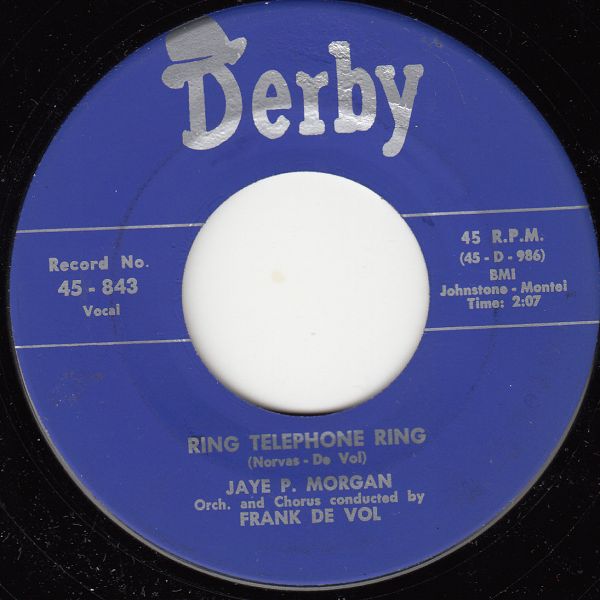 Derby
Record No.
45 - 843
Vocal
45 R.P.M.
(45 - D - 986)
BMI
Johnstone - Montei
Time: 2:07
RING TELEPHONE RING
(Norvas - De Vol)
JAYE P. MORGAN
Orch. and Chorus conducted by
FRANK DE VOL